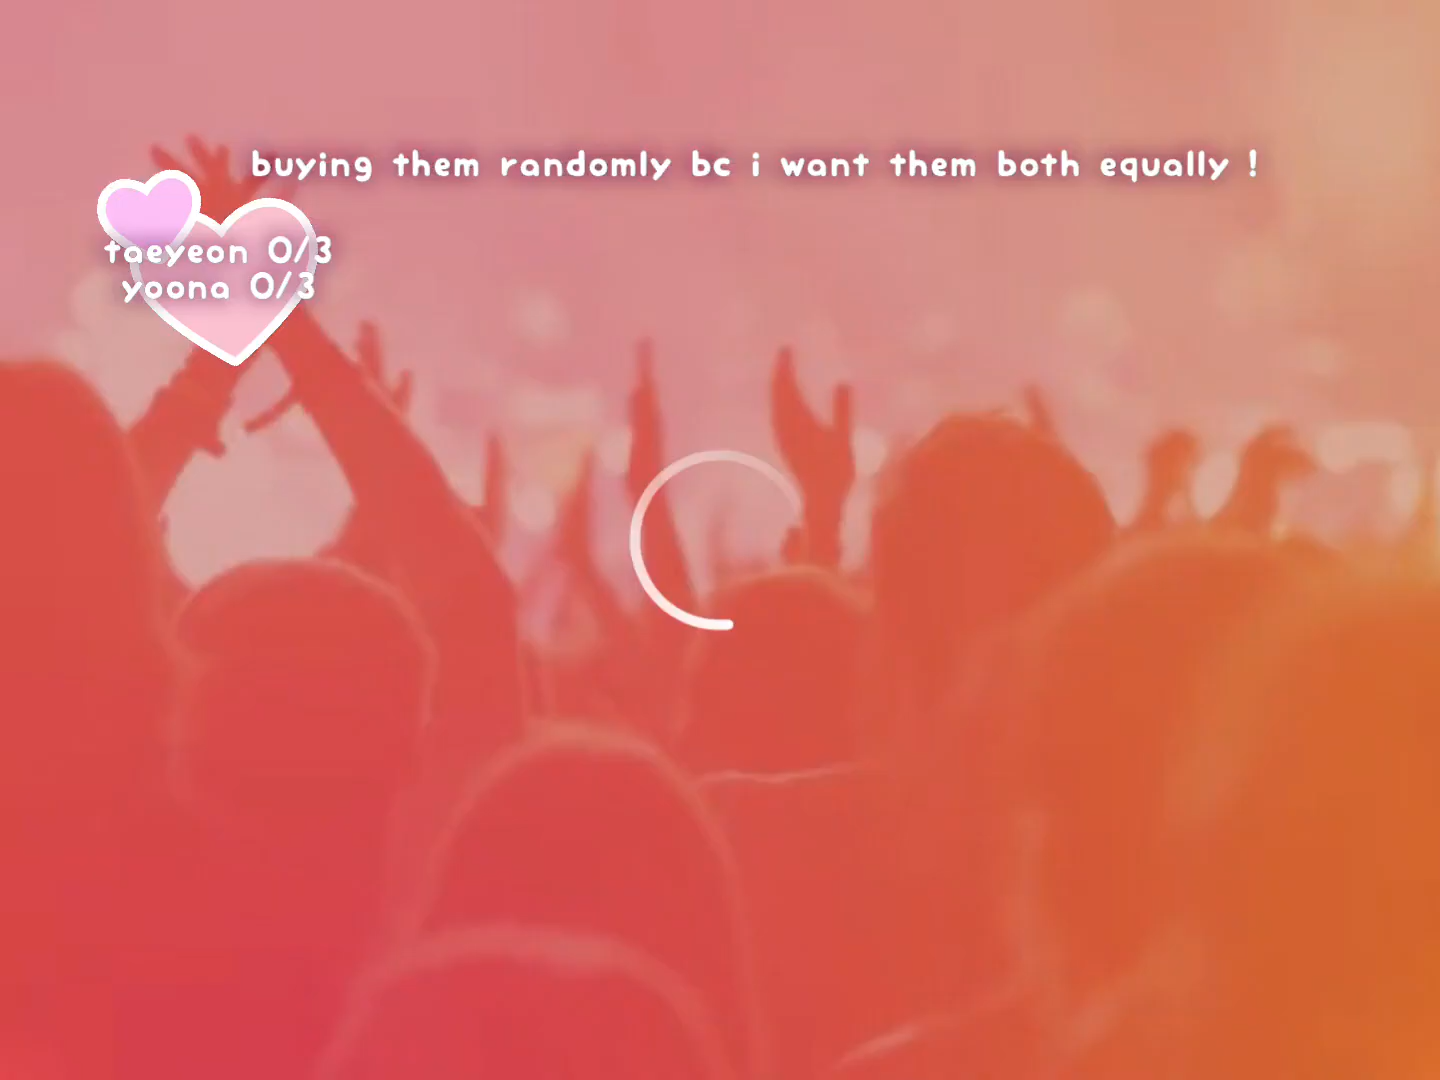 buying them randomly bc i want them both equally !
taeyeon 0/3
yoona 0/3